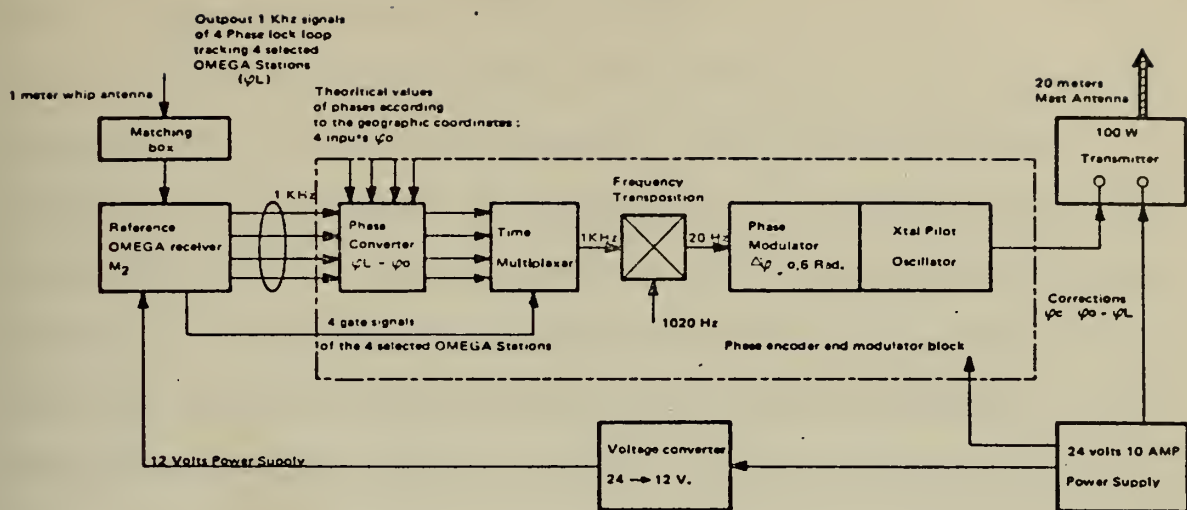 Outpout 1 Khz signals
of 4 Phase lock loop
tracking 4 selected
OMEGA Stations
(φL)
1 meter whip antenna
Matching
box
Theoritical values
of phases according
to the geographic coordinates :
4 inputs φo
20 meters
Mast Antenna
100 W
Transmitter
Reference
OMEGA receiver
M2
1 KHz
Phase
Converter
φL - φo
Time
Multiplaxar
1KHz
Frequency
Transposition
20 Hz
1020 Hz
Phase
Modulator
Δφ = 0,6 Rad.
Xtal Pilot
Oscillator
Corrections
φc φo - φL
4 gate signals
of the 4 selected OMEGA Stations
Phase encoder end modulator block
12 Volts Power Supply
Voltage converter
24 → 12 V.
24 volts 10 AMP
Power Supply